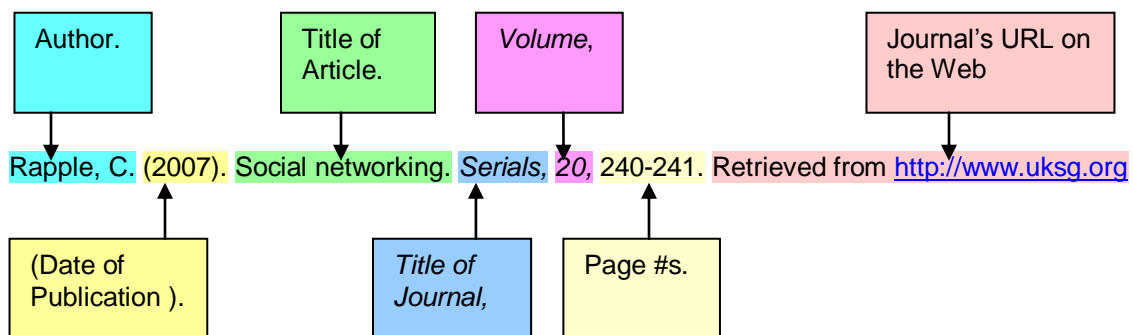 Author.
Title of
Article.
Volume,
Journal's URL on
the Web
Rapple, C. (2007). Social networking. Serials, 20, 240-241. Retrieved from http://www.uksg.org
(Date of
Publication ).
Title of
Journal,
Page #s.